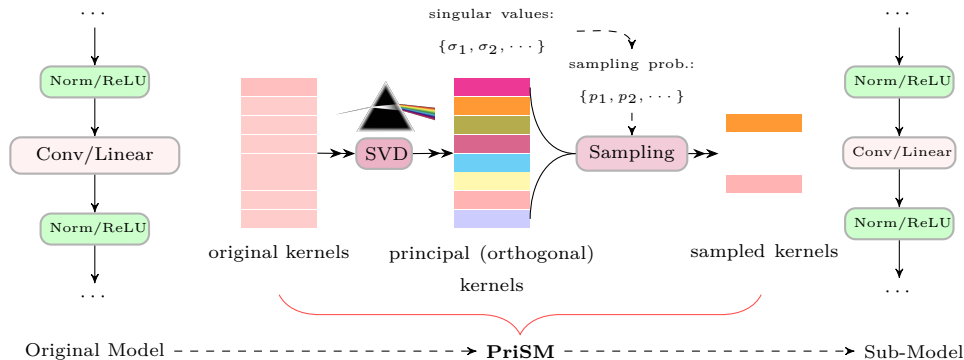 · · ·
Norm/ReLU
Conv/Linear
Norm/ReLU
· · ·
original kernels
SVD
singular values:
{σ₁, σ₂, · · · }
sampling prob.:
{p₁, p₂, · · · }
principal (orthogonal)
kernels
Sampling
sampled kernels
· · ·
Norm/ReLU
Conv/Linear
Norm/ReLU
· · ·
Original Model
PriSM
Sub-Model